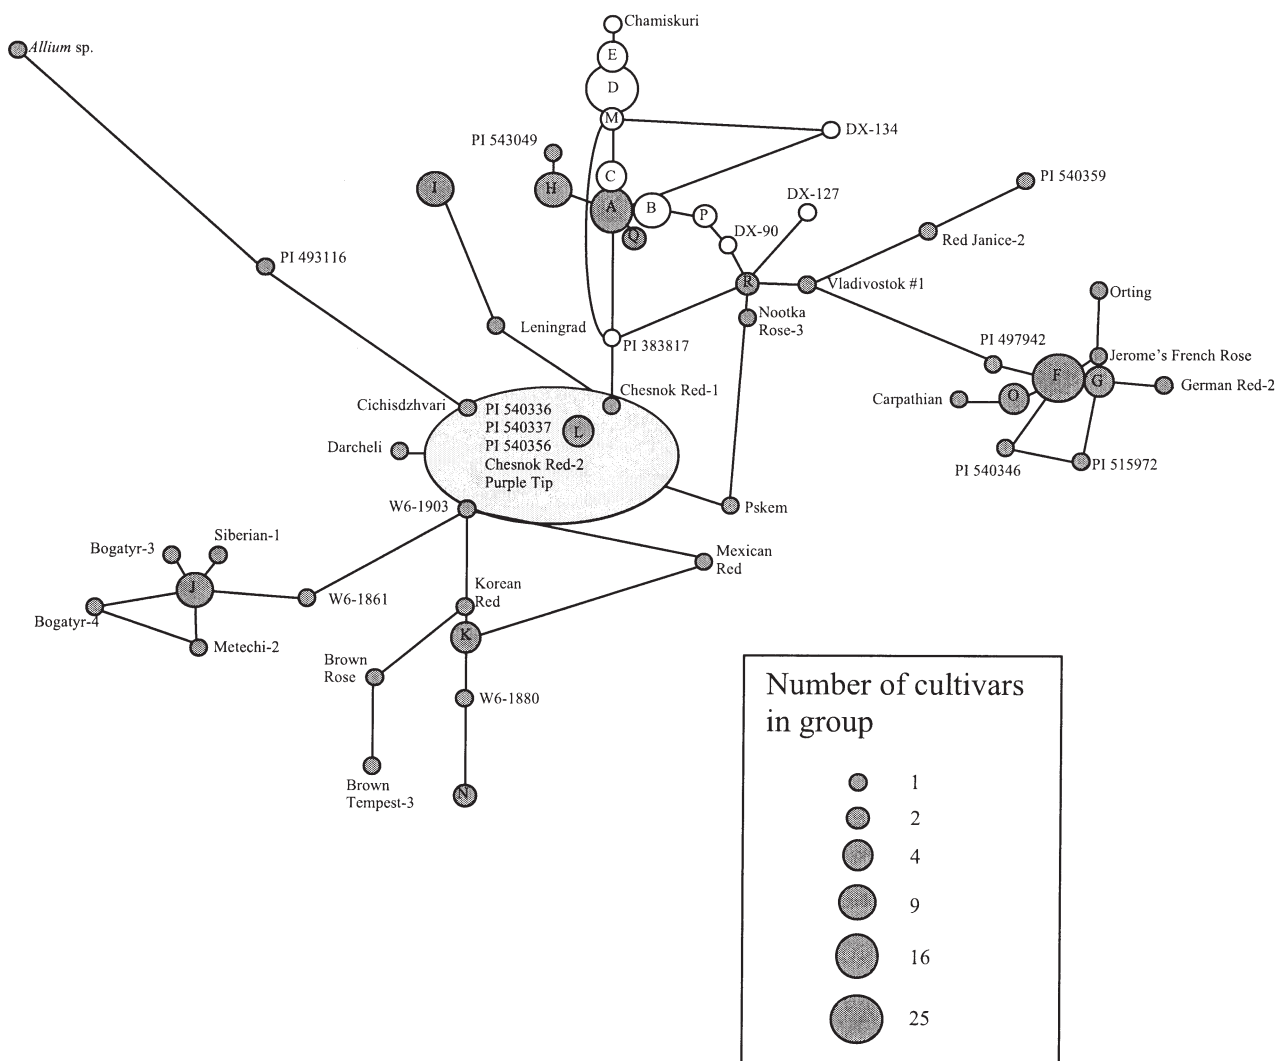 Chamiskuri
Allium sp.
E
D
M
DX-134
PI 543049
C
PI 540359
I
H
A
B
P
DX-127
Q
DX-90
Red Janice-2
PI 493116
R
Vladivostok #1
Orting
Leningrad
Nootka
Rose-3
PI 383817
PI 497942
Jerome's French Rose
F
G
German Red-2
Chesnok Red-1
Carpathian
O
Cichisdzhvari
PI 540336
PI 540337
PI 540356
Chesnok Red-2
Purple Tip
L
Darcheli
PI 540346
PI 515972
W6-1903
Pskem
Bogatyr-3
Siberian-1
Mexican
Red
J
Korean
Red
W6-1861
Bogatyr-4
Metechi-2
K
Brown
Rose
W6-1880
Brown
Tempest-3
N
Number of cultivars
in group
1
2
4
9
16
25